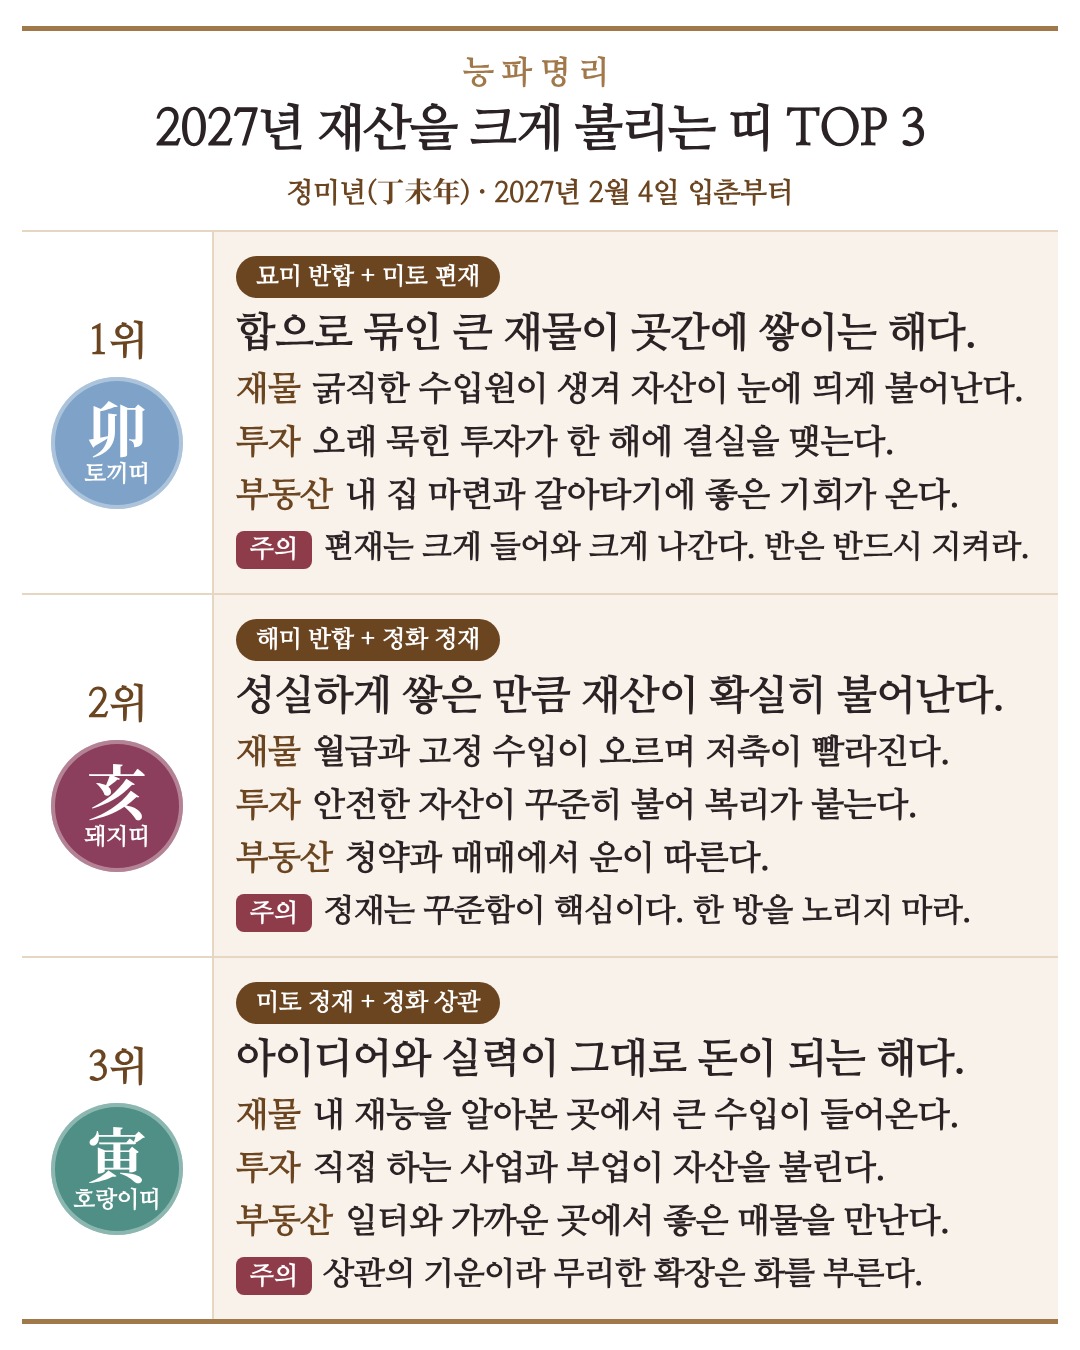 능파명리
2027년 재산을 크게 불리는 띠 TOP 3
정미년(丁未年) · 2027년 2월 4일 입춘부터
1위
卯
토끼띠
묘미 반합 + 미토 편재
합으로 묶인 큰 재물이 곳간에 쌓이는 해다.
재물 굵직한 수입원이 생겨 자산이 눈에 띄게 불어난다.
투자 오래 묵힌 투자가 한 해에 결실을 맺는다.
부동산 내 집 마련과 갈아타기에 좋은 기회가 온다.
주의 편재는 크게 들어와 크게 나간다. 반은 반드시 지켜라.
2위
亥
돼지띠
해미 반합 + 정화 정재
성실하게 쌓은 만큼 재산이 확실히 불어난다.
재물 월급과 고정 수입이 오르며 저축이 빨라진다.
투자 안전한 자산이 꾸준히 불어 복리가 붙는다.
부동산 청약과 매매에서 운이 따른다.
주의 정재는 꾸준함이 핵심이다. 한 방을 노리지 마라.
3위
寅
호랑이띠
미토 정재 + 정화 상관
아이디어와 실력이 그대로 돈이 되는 해다.
재물 내 재능을 알아본 곳에서 큰 수입이 들어온다.
투자 직접 하는 사업과 부업이 자산을 불린다.
부동산 일터와 가까운 곳에서 좋은 매물을 만난다.
주의 상관의 기운이라 무리한 확장은 화를 부른다.